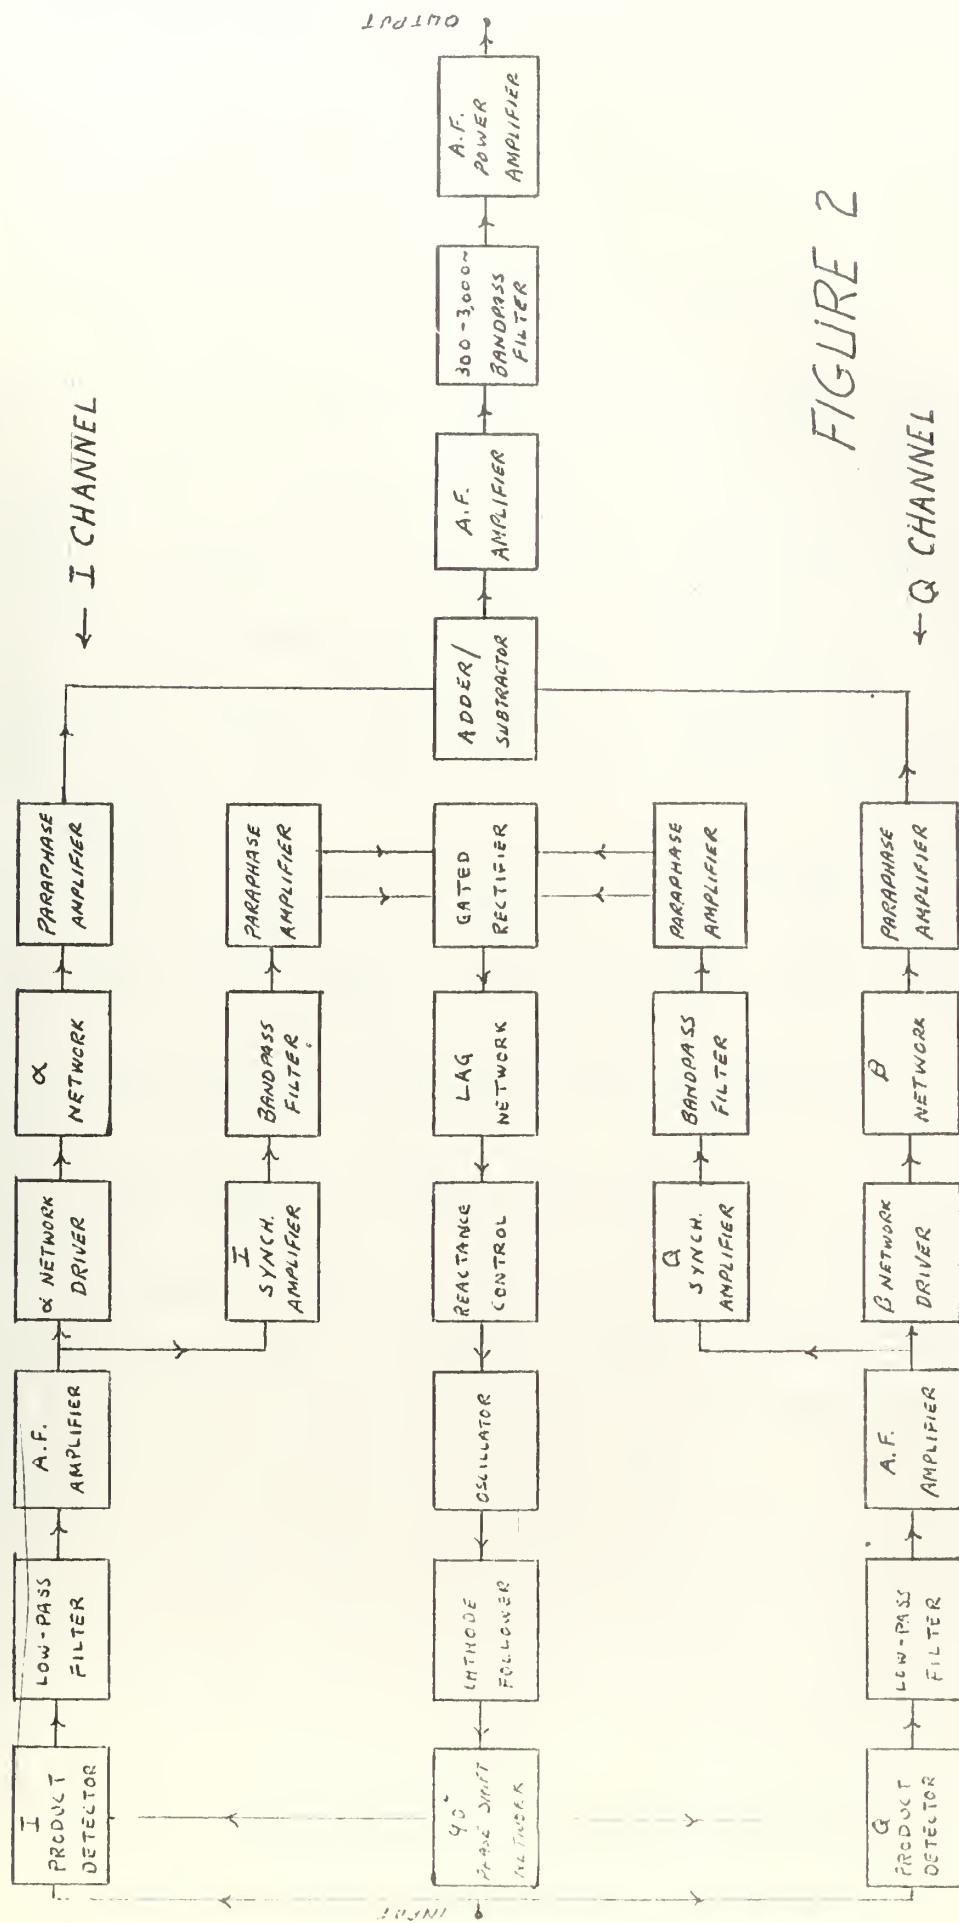 INPUT
I
PRODUCT
DETECTOR
LOW-PASS
FILTER
A.F.
AMPLIFIER
α NETWORK
DRIVER
α
NETWORK
PARAPHASE
AMPLIFIER
← I CHANNEL
I
SYNCH.
AMPLIFIER
BANDPASS
FILTER
PARAPHASE
AMPLIFIER
90°
PHASE SHIFT
NETWORK
CATHODE
FOLLOWER
OSCILLATOR
REACTANCE
CONTROL
LAG
NETWORK
GATED
RECTIFIER
ADDER/
SUBTRACTOR
A.F.
AMPLIFIER
300-3,000~
BANDPASS
FILTER
A.F.
POWER
AMPLIFIER
OUTPUT
Q
SYNCH.
AMPLIFIER
BANDPASS
FILTER
PARAPHASE
AMPLIFIER
Q
PRODUCT
DETECTOR
LOW-PASS
FILTER
A.F.
AMPLIFIER
β NETWORK
DRIVER
β
NETWORK
PARAPHASE
AMPLIFIER
← Q CHANNEL
FIGURE 2